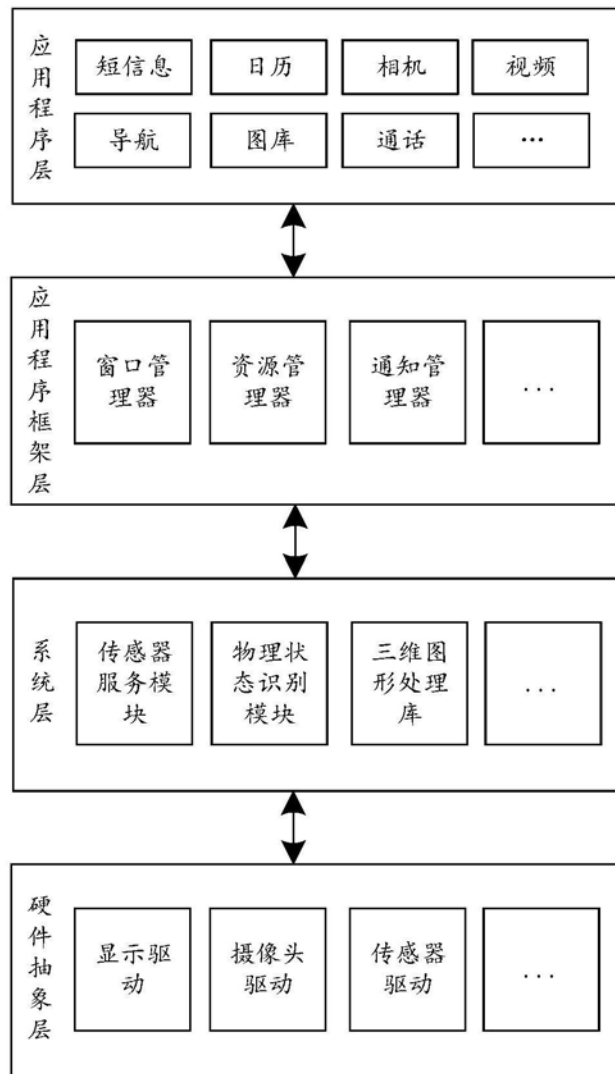 应用程序层
短信息
日历
相机
视频
导航
图库
通话
...
应用程序框架层
窗口管
理器
资源管
理器
通知管
理器
...
系统层
传感器
服务模
块
物理状
态识别
模块
三维图
形处理
库
...
硬件抽象层
显示驱
动
摄像头
驱动
传感器
驱动
...